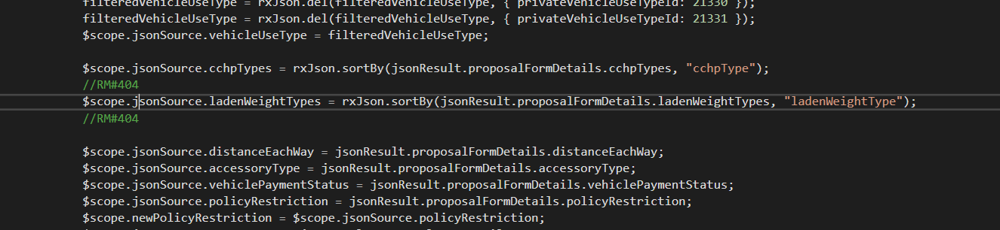 filteredVehicleUseType = rxJson.del(filteredVehicleUseType, { privateVehicleUseTypeId: 21330 });
filteredVehicleUseType = rxJson.del(filteredVehicleUseType, { privateVehicleUseTypeId: 21331 });
$scope.jsonSource.vehicleUseType = filteredVehicleUseType;
$scope.jsonSource.cchpTypes = rxJson.sortBy(jsonResult.proposalFormDetails.cchpTypes, "cchpType");
//RM#404
$scope.jsonSource.ladenWeightTypes = rxJson.sortBy(jsonResult.proposalFormDetails.ladenWeightTypes, "ladenWeightType");
//RM#404
$scope.jsonSource.distanceEachWay = jsonResult.proposalFormDetails.distanceEachWay;
$scope.jsonSource.accessoryType = jsonResult.proposalFormDetails.accessoryType;
$scope.jsonSource.vehiclePaymentStatus = jsonResult.proposalFormDetails.vehiclePaymentStatus;
$scope.jsonSource.policyRestriction = jsonResult.proposalFormDetails.policyRestriction;
$scope.newPolicyRestriction = $scope.jsonSource.policyRestriction;